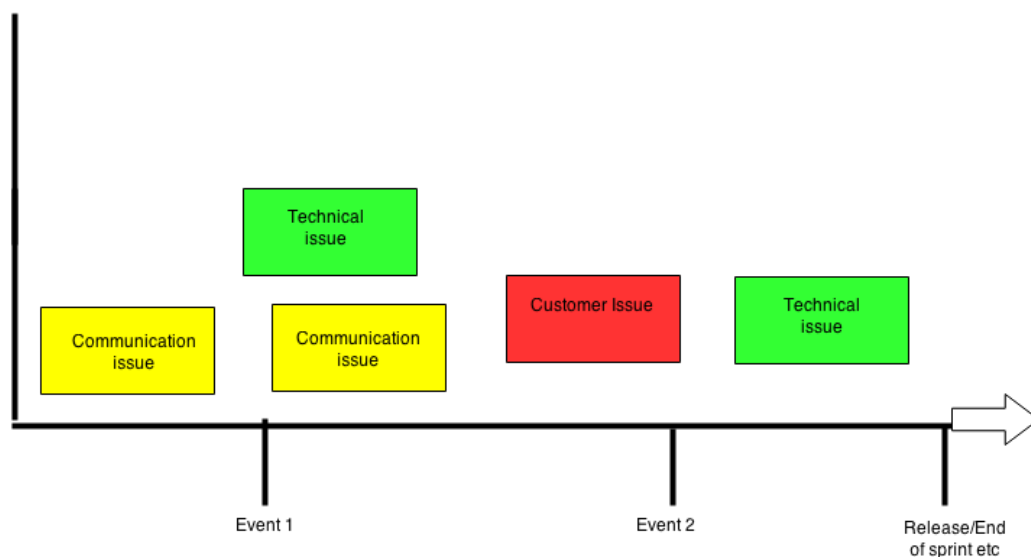 Technical
issue
Communication
issue
Communication
issue
Customer Issue
Technical
issue
Event 1
Event 2
Release/End
of sprint etc